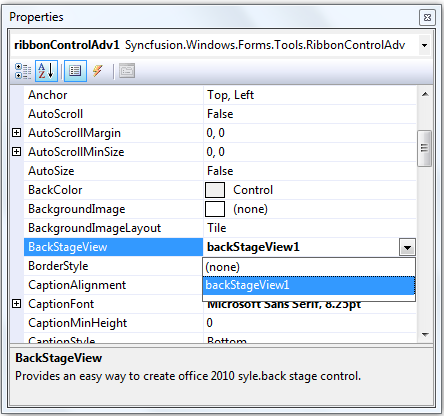 Properties
ribbonControlAdv1 Syncfusion.Windows.Forms.Tools.RibbonControlAdv
Anchor Top, Left
AutoScroll False
AutoScrollMargin 0, 0
AutoScrollMinSize 0, 0
AutoSize False
BackColor Control
BackgroundImage (none)
BackgroundImageLayout Tile
BackStageView backStageView1
BorderStyle (none)
CaptionAlignment backStageView1
CaptionFont Microsoft Sans Serif, 8.25pt
CaptionMinHeight 0
CaptionStyle Bottom
BackStageView
Provides an easy way to create office 2010 syle.back stage control.